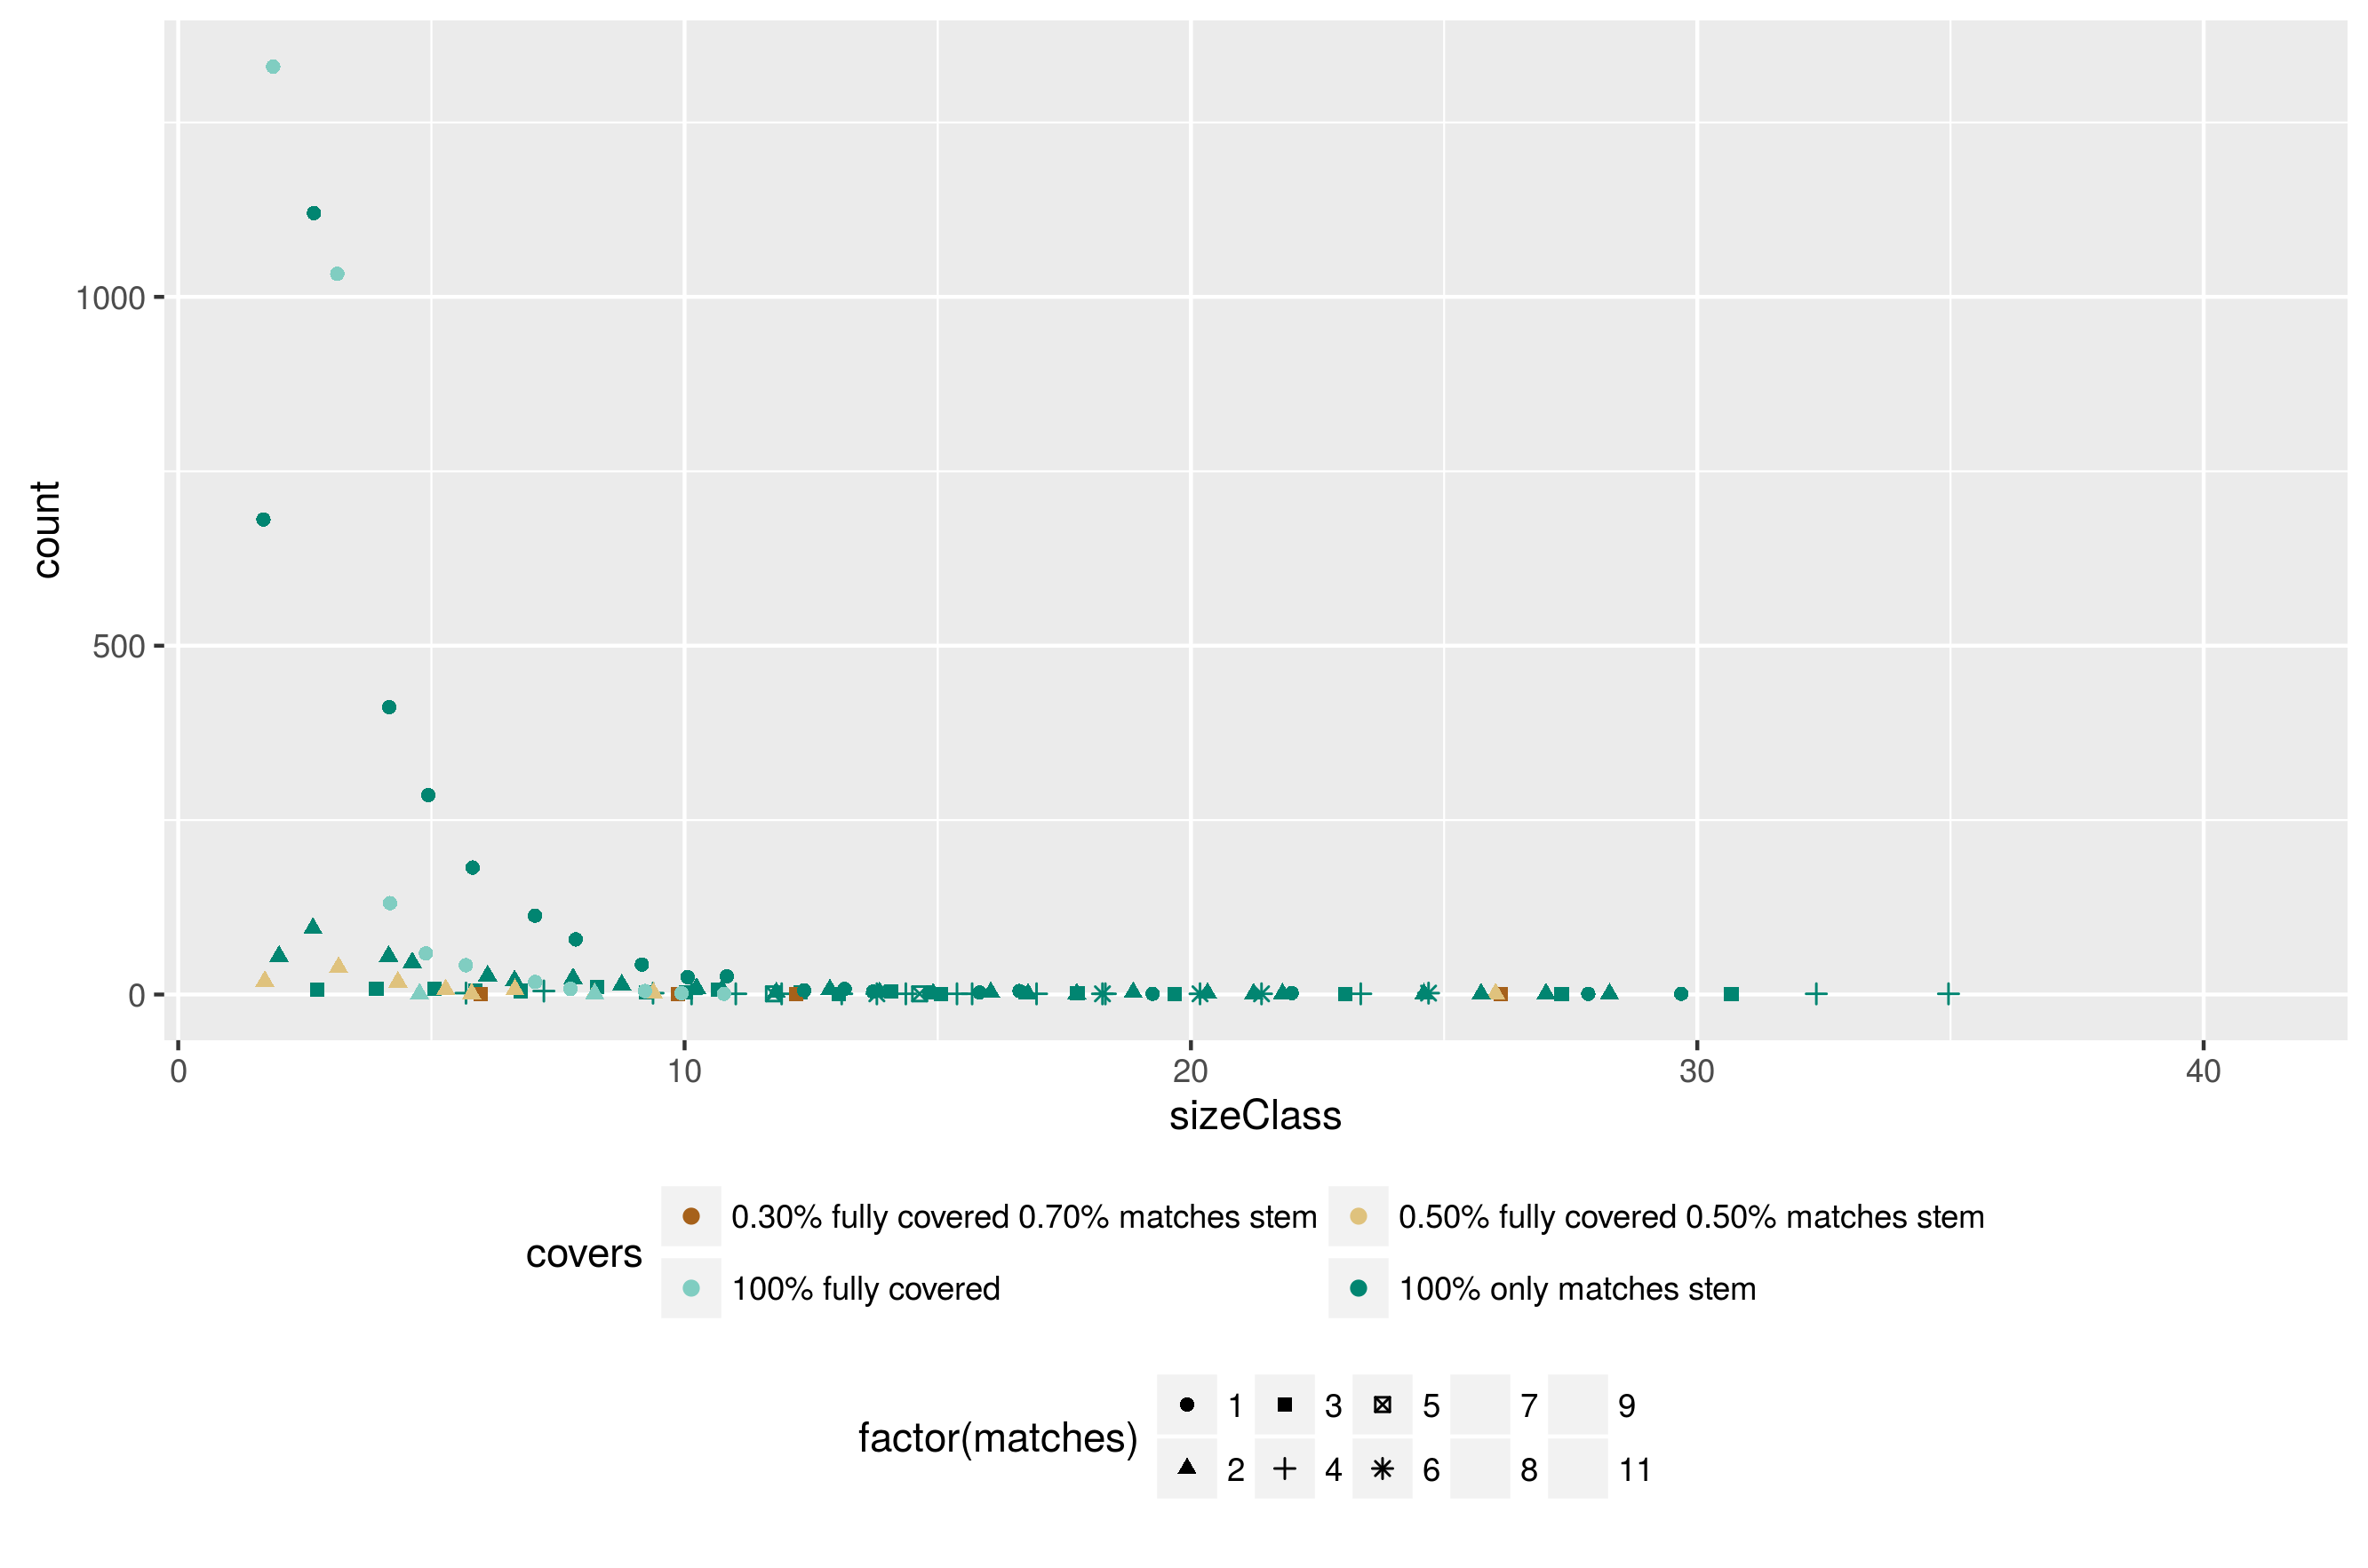 count
1000
500
0
0 10 20 30 40
sizeClass
covers
0.30% fully covered 0.70% matches stem 0.50% fully covered 0.50% matches stem
100% fully covered 100% only matches stem
factor(matches)
1 3 5 7 9
2 4 6 8 11